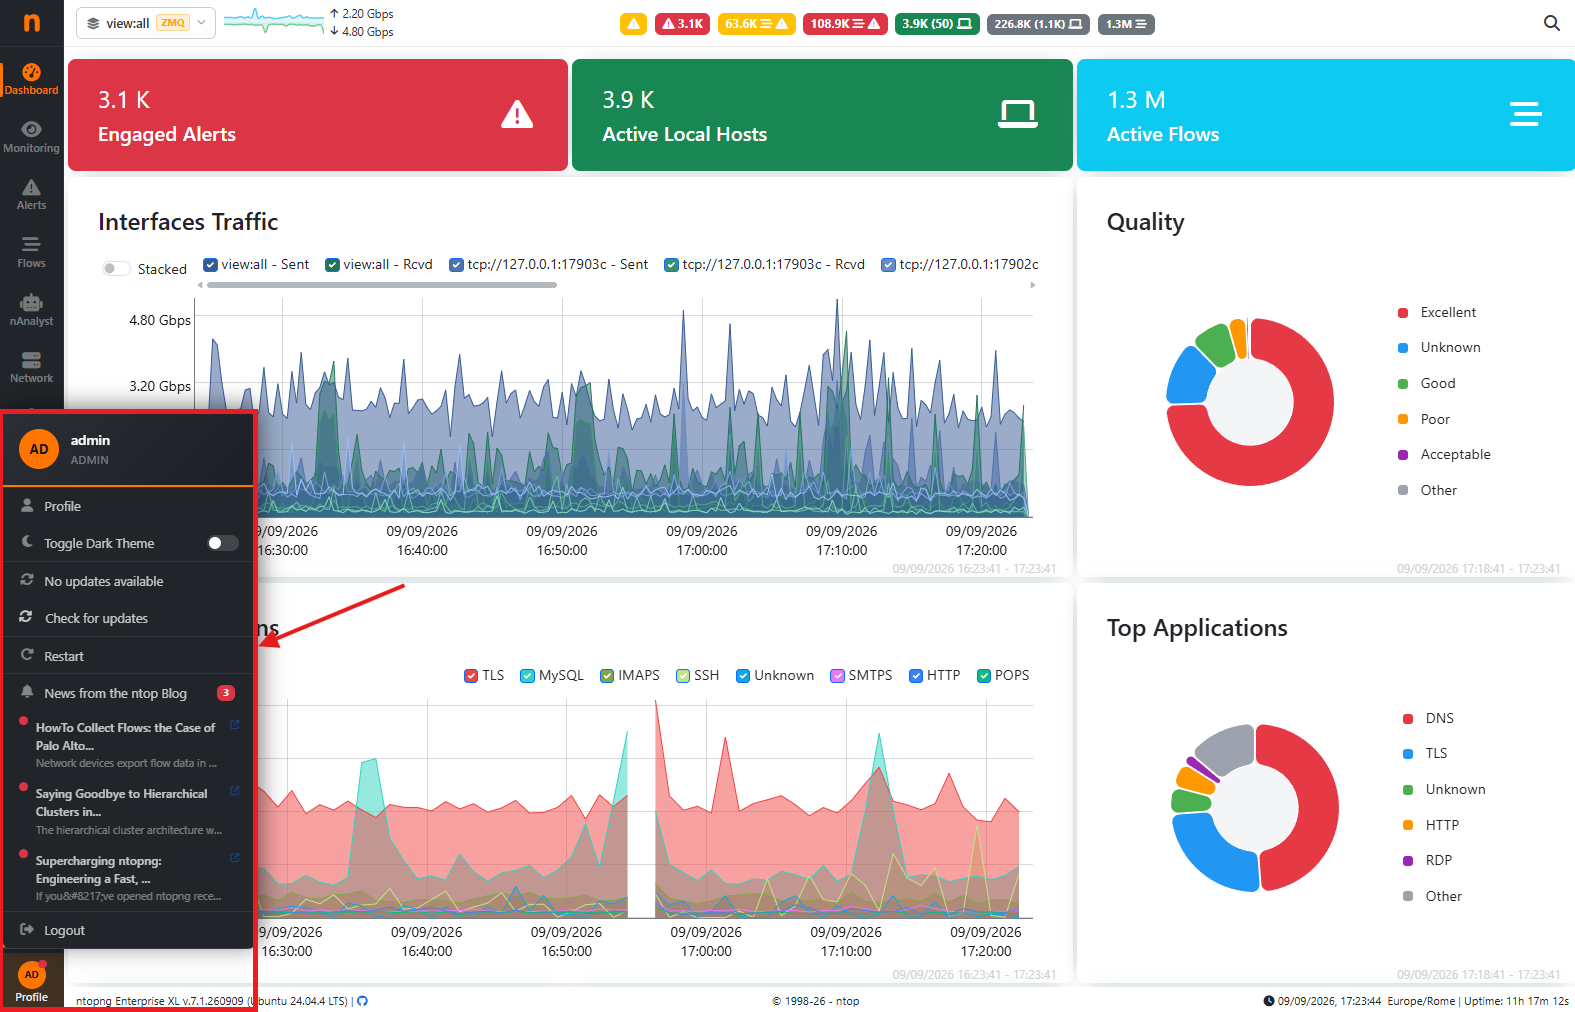 n
view:all ZMQ
2.20 Gbps
4.80 Gbps
3.1K
63.6K
108.9K
3.9K (50)
226.8K (1.1K)
1.3M
Dashboard
Monitoring
Alerts
Flows
nAnalyst
Network
3.1 K
Engaged Alerts
3.9 K
Active Local Hosts
1.3 M
Active Flows
Interfaces Traffic
Stacked
view:all - Sent
view:all - Rcvd
tcp://127.0.0.1:17903c - Sent
tcp://127.0.0.1:17903c - Rcvd
tcp://127.0.0.1:17902c
4.80 Gbps
3.20 Gbps
9/09/2026
16:30:00
09/09/2026
16:40:00
09/09/2026
16:50:00
09/09/2026
17:00:00
09/09/2026
17:10:00
09/09/2026
17:20:00
09/09/2026 16:23:41 - 17:23:41
Quality
Excellent
Unknown
Good
Poor
Acceptable
Other
09/09/2026 17:18:41 - 17:23:41
AD
admin
ADMIN
Profile
Toggle Dark Theme
No updates available
Check for updates
Restart
News from the ntop Blog 3
HowTo Collect Flows: the Case of
Palo Alto...
Network devices export flow data in ...
Saying Goodbye to Hierarchical
Clusters in...
The hierarchical cluster architecture w...
Supercharging ntopng:
Engineering a Fast, ...
If you&#8217;ve opened ntopng rece...
Logout
AD
Profile
ns
TLS
MySQL
IMAPS
SSH
Unknown
SMTPS
HTTP
POPS
9/09/2026
16:30:00
09/09/2026
16:40:00
09/09/2026
16:50:00
09/09/2026
17:00:00
09/09/2026
17:10:00
09/09/2026
17:20:00
09/09/2026 16:23:41 - 17:23:41
Top Applications
DNS
TLS
Unknown
HTTP
RDP
Other
09/09/2026 17:18:41 - 17:23:41
ntopng Enterprise XL v.7.1.260909 (Ubuntu 24.04.4 LTS) |
© 1998-26 - ntop
09/09/2026, 17:23:44 Europe/Rome | Uptime: 11h 17m 12s